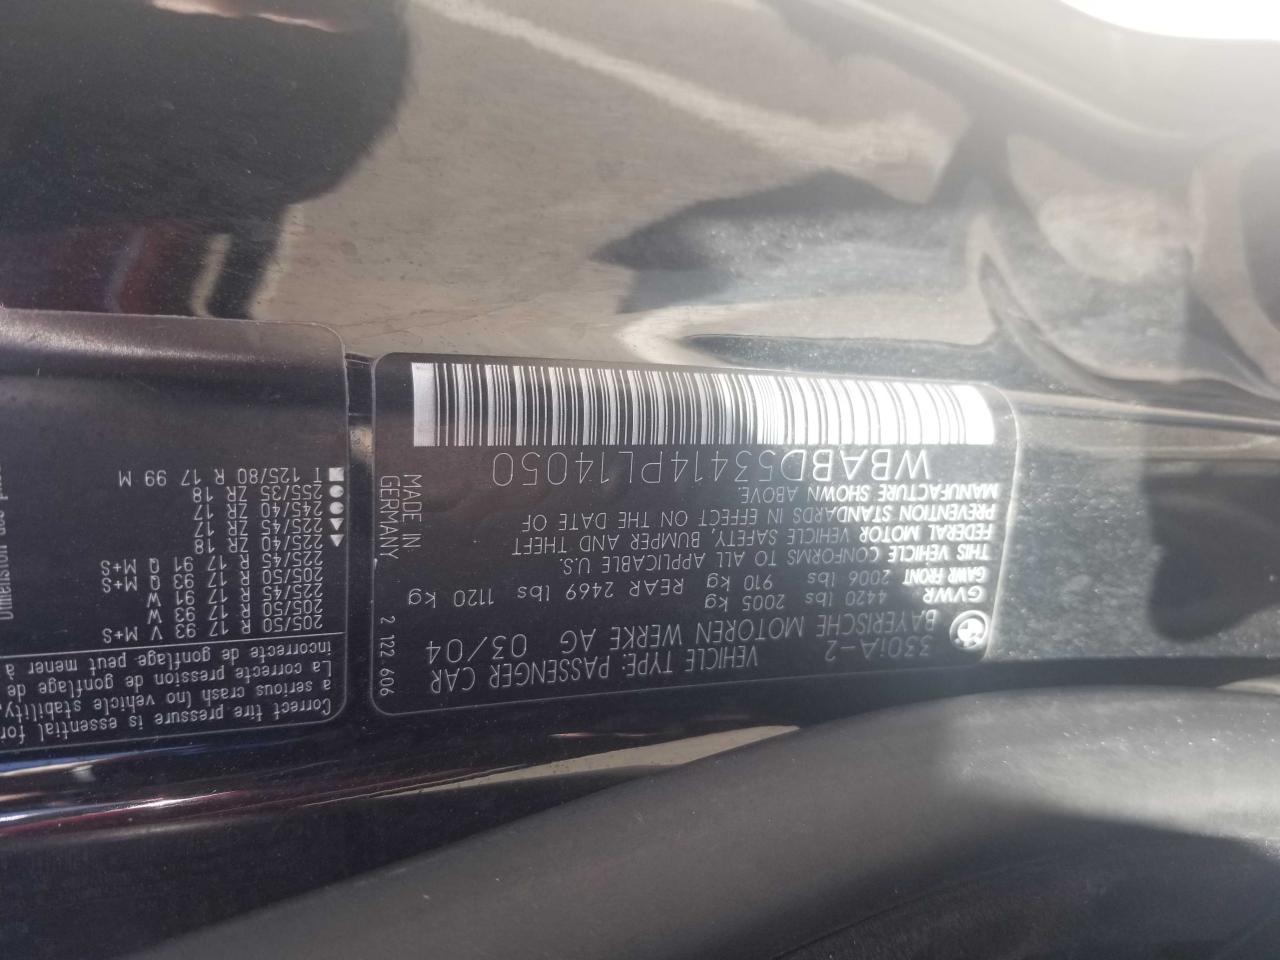 330iA-2 VEHICLE TYPE: PASSENGER CAR
BAYERISCHE MOTOREN WERKE AG 03/04
GVWR 4420 lbs 2005 kg
GAWR FRONT 2006 lbs 910 kg REAR 2469 lbs 1120 kg
THIS VEHICLE CONFORMS TO ALL APPLICABLE U.S.
FEDERAL MOTOR VEHICLE SAFETY, BUMPER AND THEFT
PREVENTION STANDARDS IN EFFECT ON THE DATE OF
MANUFACTURE SHOWN ABOVE.
WBABD53414PL14050
MADE IN
GERMANY
2 122 606
Correct tire pressure is essential for
a serious crash (no vehicle stability,
La correcte de pression de gonflage de
incorrecte de gonflage. peut mener à
205/50 R 17 93 V M+S
205/50 R 17 93 W
225/45 R 17 91 W
205/50 R 17 93 Q M+S
225/45 R 17 91 Q M+S
225/40 ZR 18
225/45 ZR 17
245/40 ZR 17
255/35 ZR 18
T 125/80 R 17 99 M